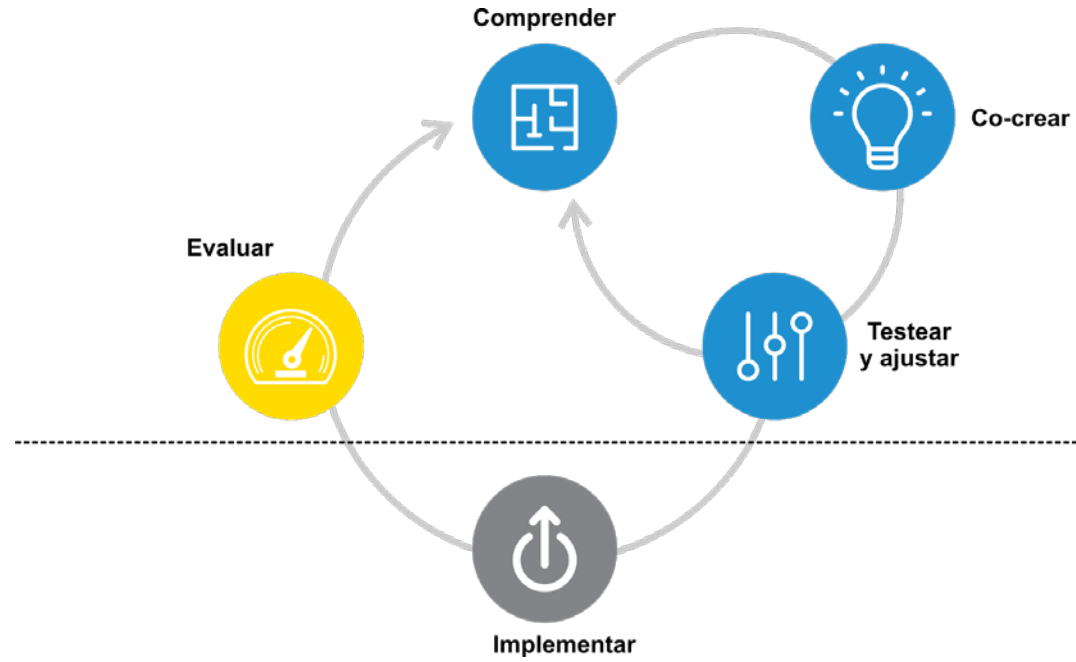 Comprender
Co-crear
Evaluar
Testear
y ajustar
Implementar